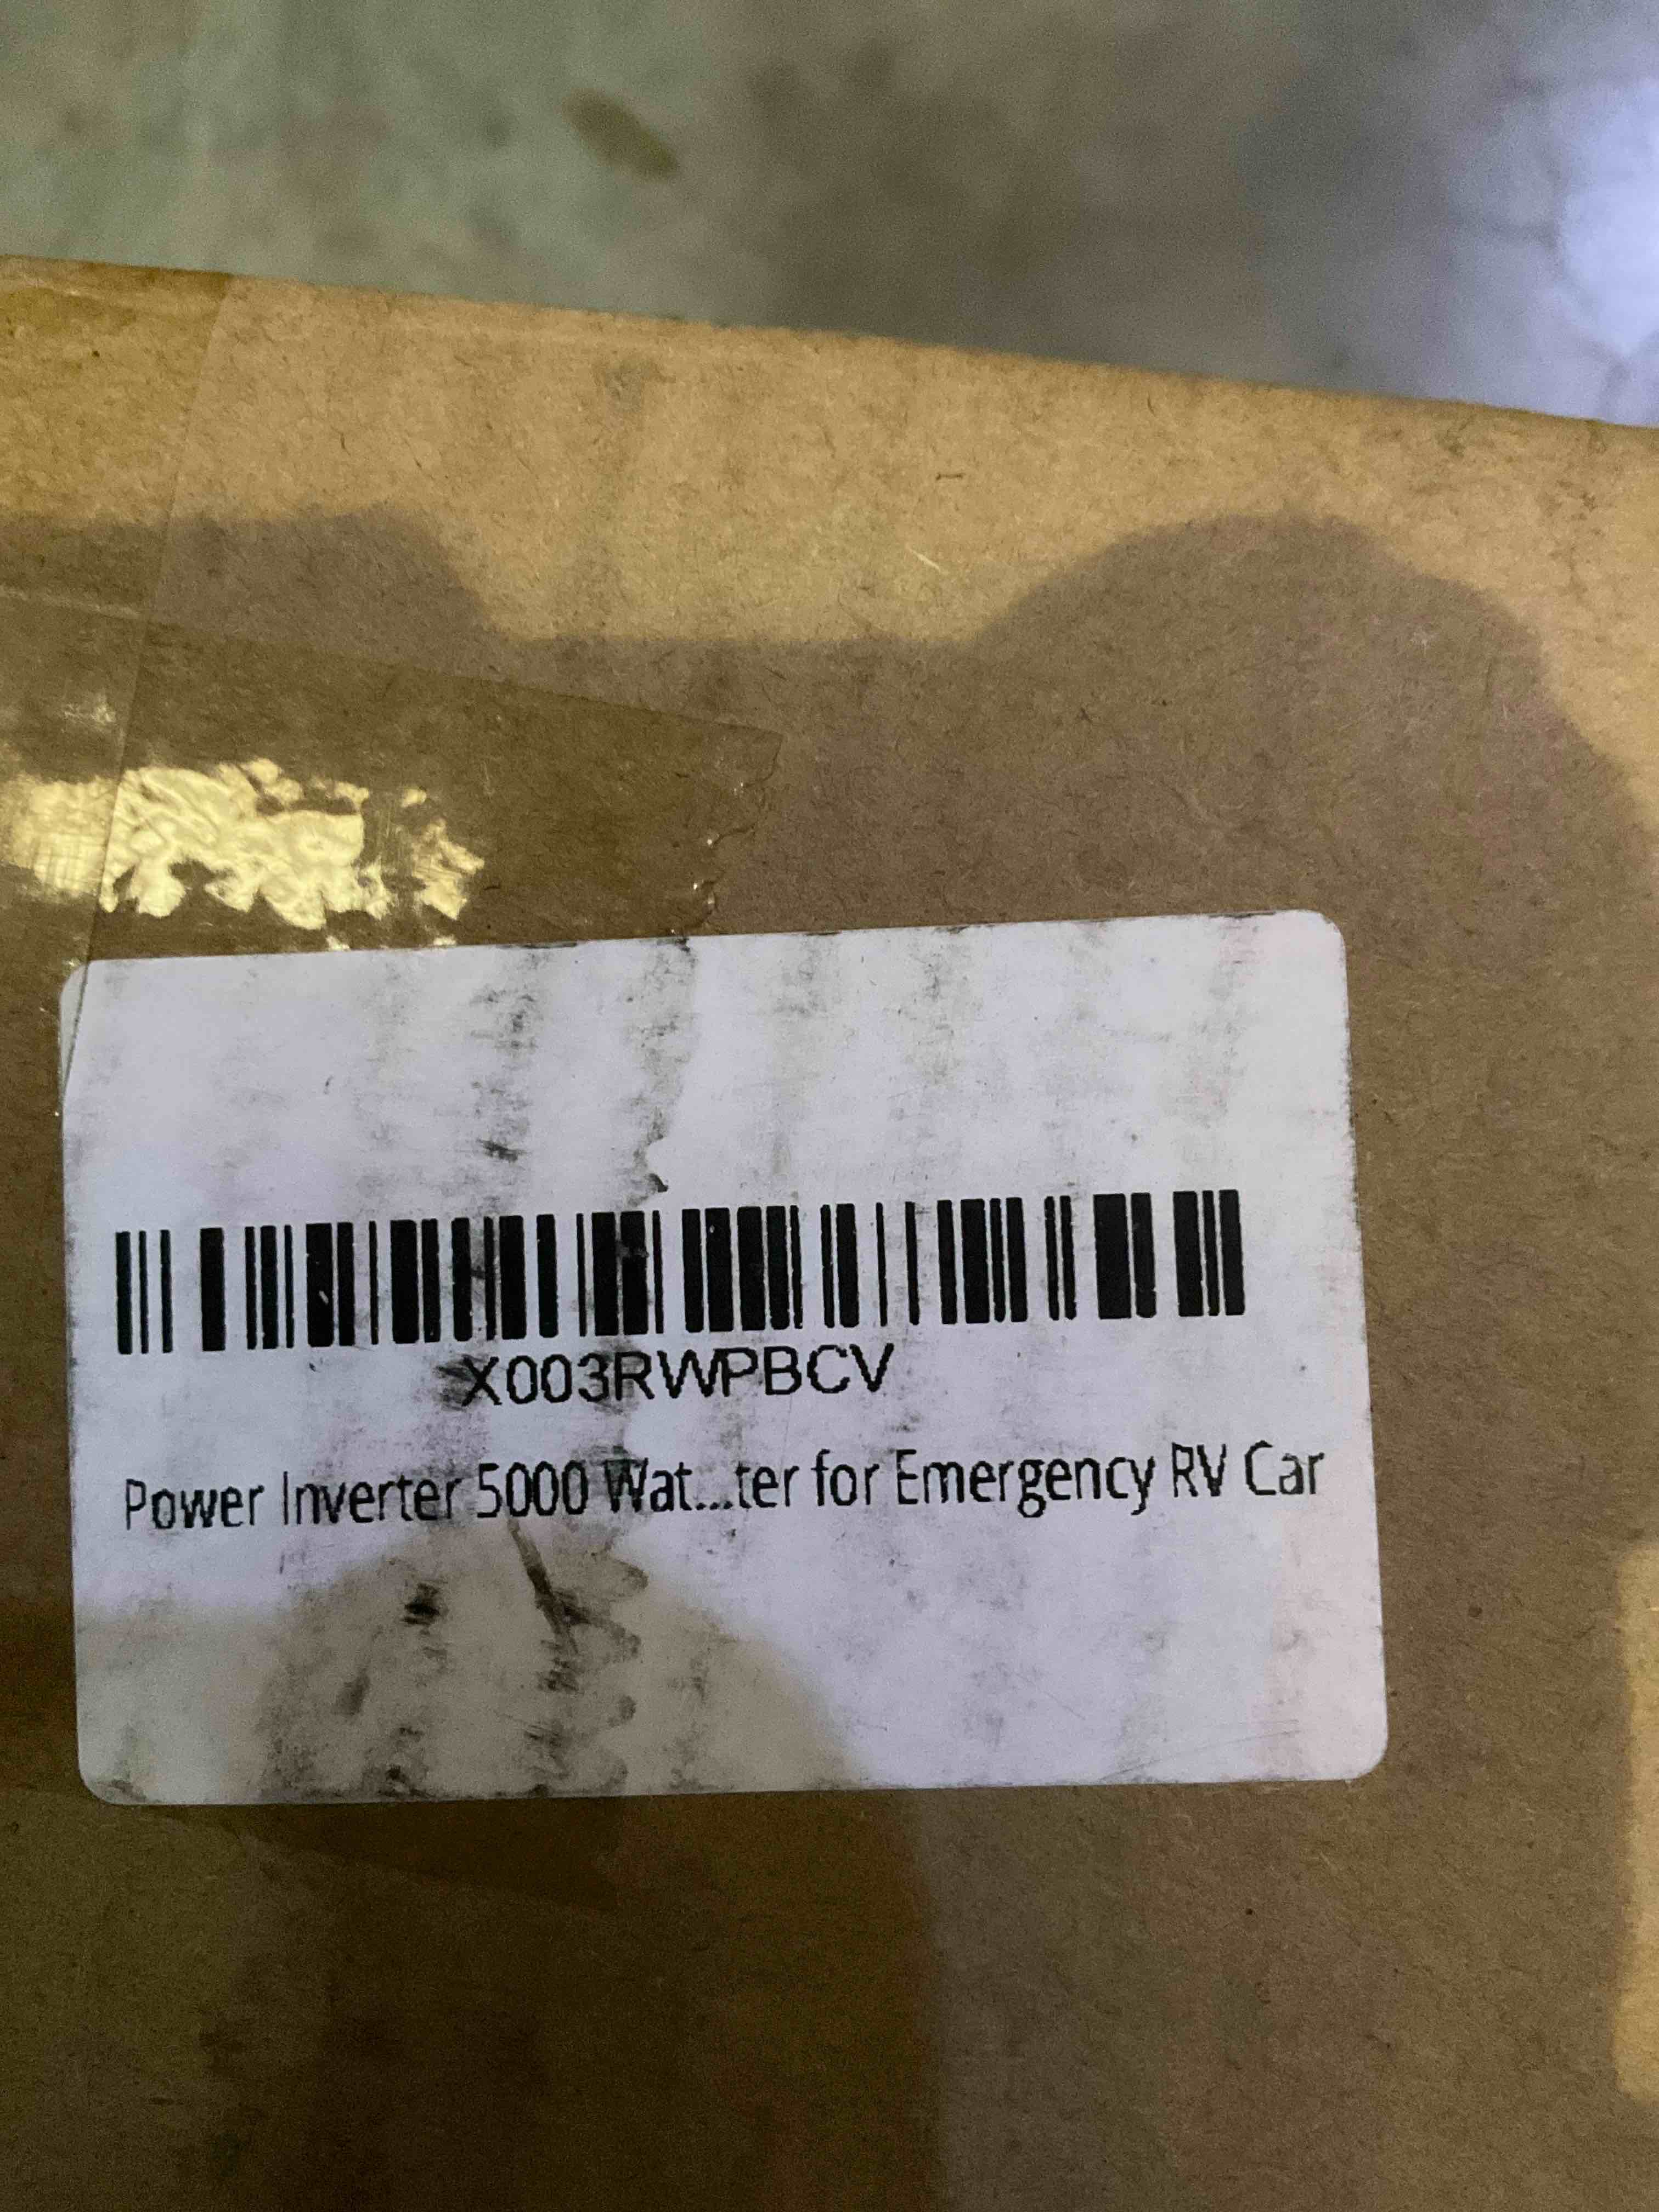 X003RWPBCV
Power Inverter 5000 Wat...ter for Emergency RV Car